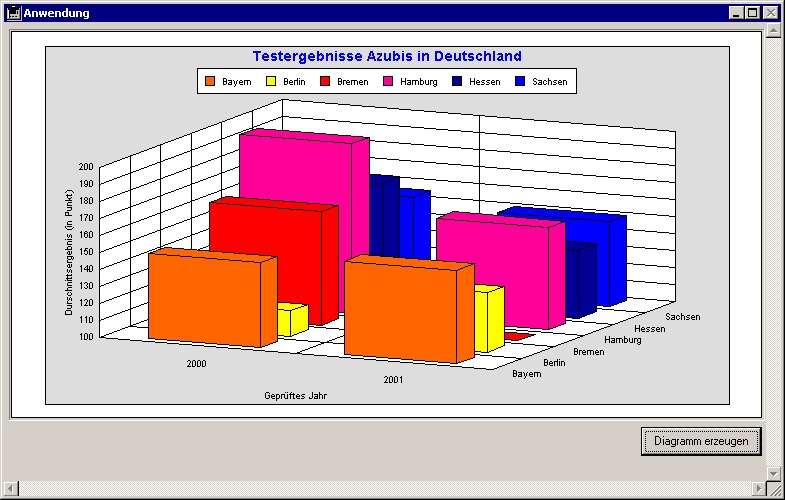 Anwendung
Testergebnisse Azubis in Deutschland
Bayern Berlin Bremen Hamburg Hessen Sachsen
200
190
180
170
160
150
140
130
120
110
100
Durschnittsergebnis (in Punkt)
2000
2001
Geprüftes Jahr
Bayern
Berlin
Bremen
Hamburg
Hessen
Sachsen
Diagramm erzeugen